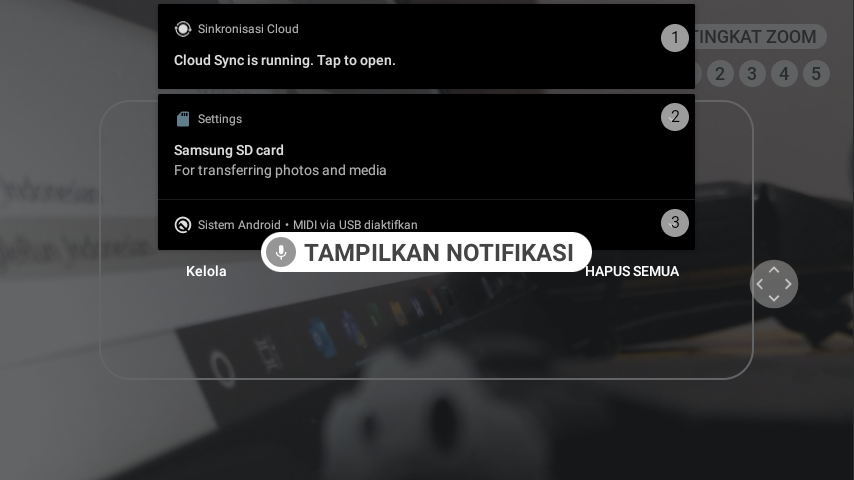 Sinkronisasi Cloud
1
Cloud Sync is running. Tap to open.
TINGKAT ZOOM
2 3 4 5
Settings
2
Samsung SD card
For transferring photos and media
Sistem Android • MIDI via USB diaktifkan
3
TAMPILKAN NOTIFIKASI
Kelola
HAPUS SEMUA